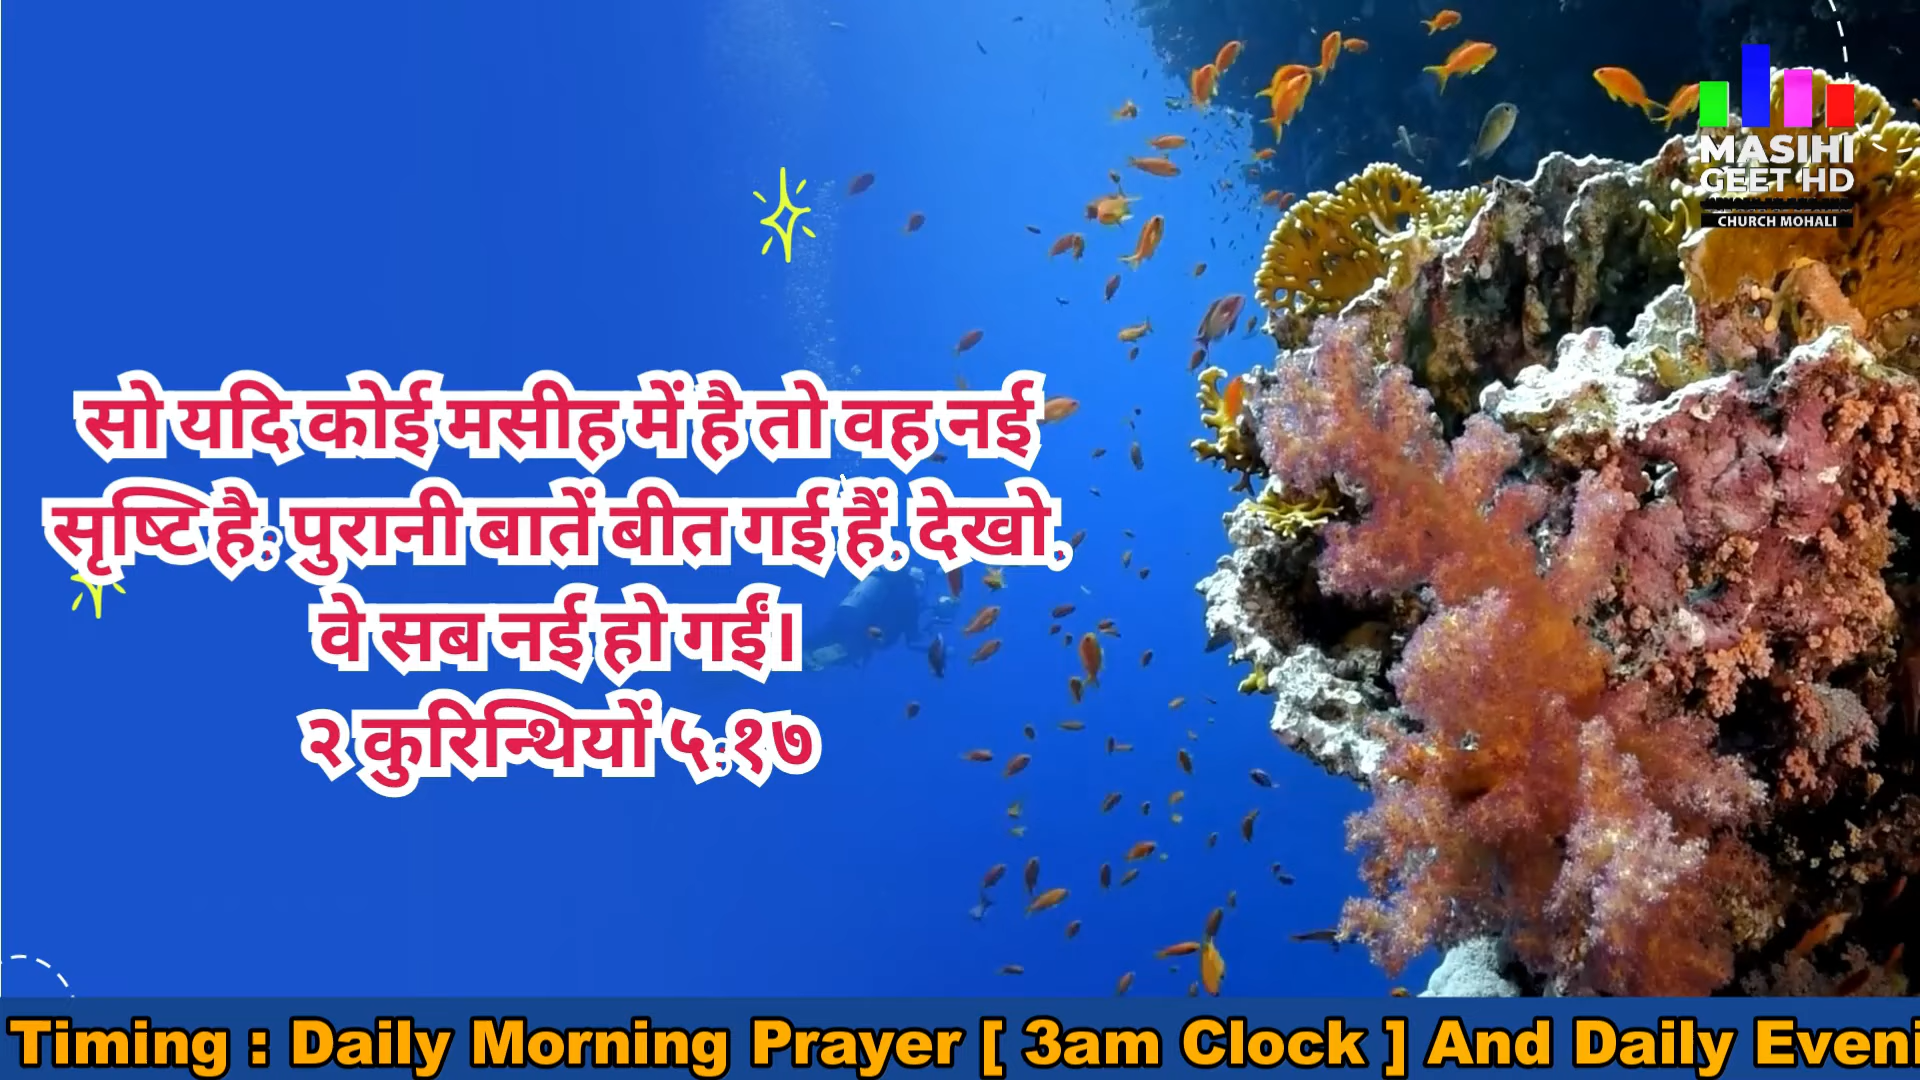 MASIHI
GEET HD
CHURCH MOHALI
सो यदि कोई मसीह में है तो वह नई
सृष्टि है: पुरानी बातें बीत गई हैं, देखो,
वे सब नई हो गईं।
२ कुरिन्थियों ५:१७
Timing : Daily Morning Prayer [ 3am Clock ] And Daily Eveni